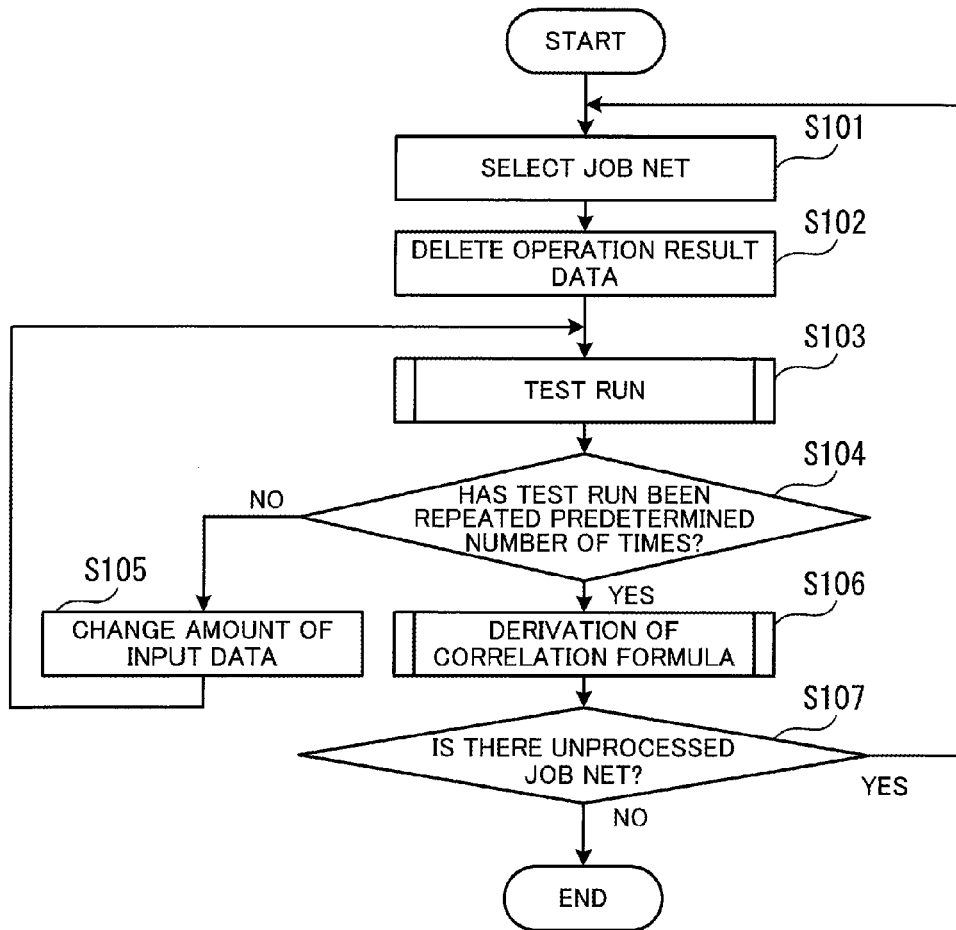 START
S101
SELECT JOB NET
S102
DELETE OPERATION RESULT
DATA
S103
TEST RUN
S104
HAS TEST RUN BEEN
REPEATED PREDETERMINED
NUMBER OF TIMES?
NO
YES
S105
CHANGE AMOUNT OF
INPUT DATA
S106
DERIVATION OF
CORRELATION FORMULA
S107
IS THERE UNPROCESSED
JOB NET?
YES
NO
END